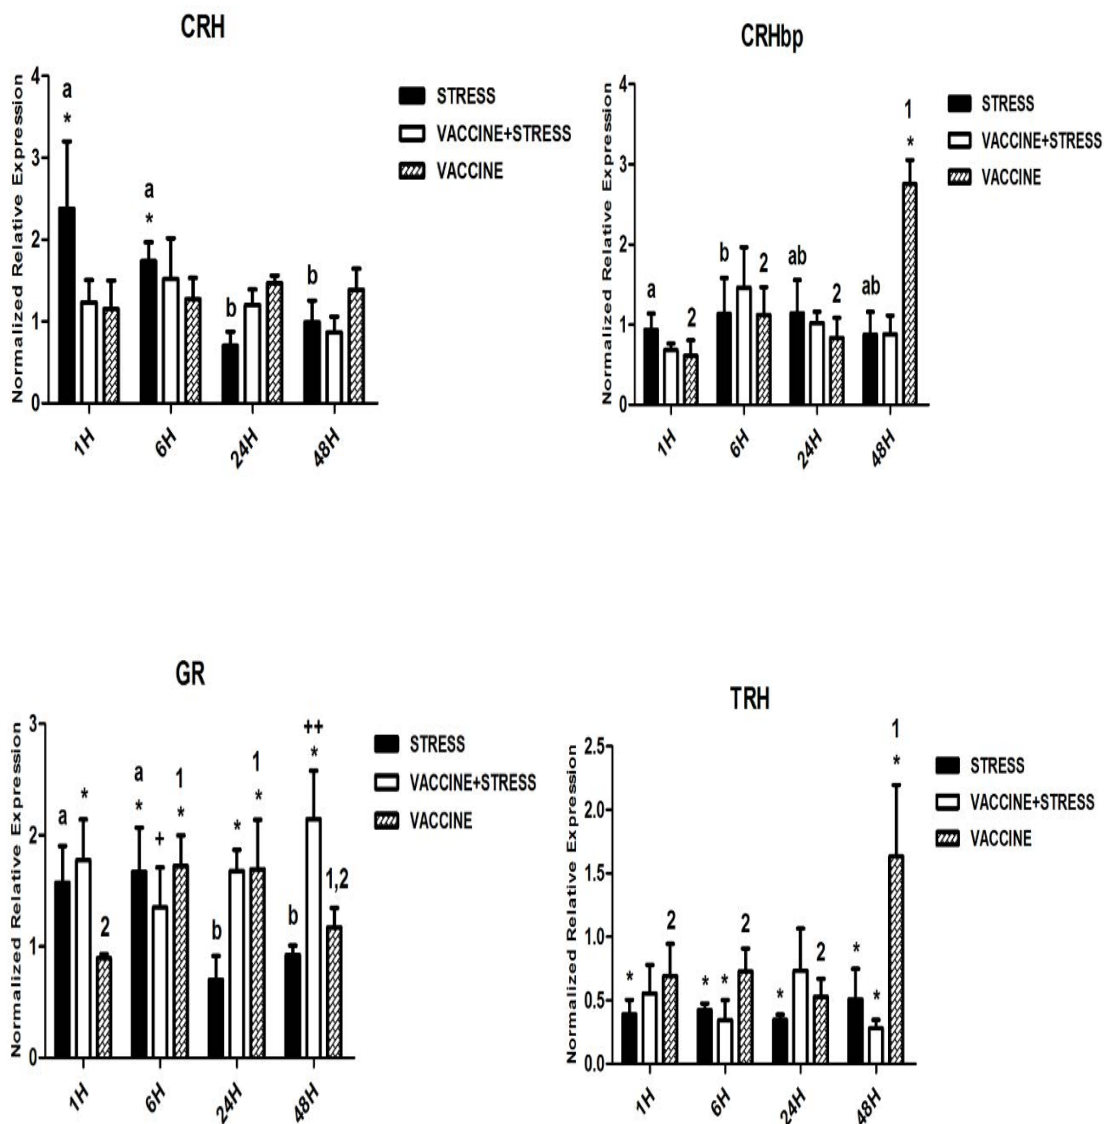 CRH
Normalized Relative Expression
4
3
2
1
0
a
*
a
*
b
b
1H
6H
24H
48H
STRESS
VACCINE+STRESS
VACCINE
CRHbp
Normalized Relative Expression
4
3
2
1
0
a
2
b
2
ab
2
ab
1
*
1H
6H
24H
48H
STRESS
VACCINE+STRESS
VACCINE
GR
Normalized Relative Expression
3
2
1
0
a
*
2
a
*
+
1
*
b
*
1
*
b
++
*
1,2
1H
6H
24H
48H
STRESS
VACCINE+STRESS
VACCINE
TRH
Normalized Relative Expression
2.5
2.0
1.5
1.0
0.5
0.0
*
2
*
*
2
*
2
*
*
1
*
1H
6H
24H
48H
STRESS
VACCINE+STRESS
VACCINE